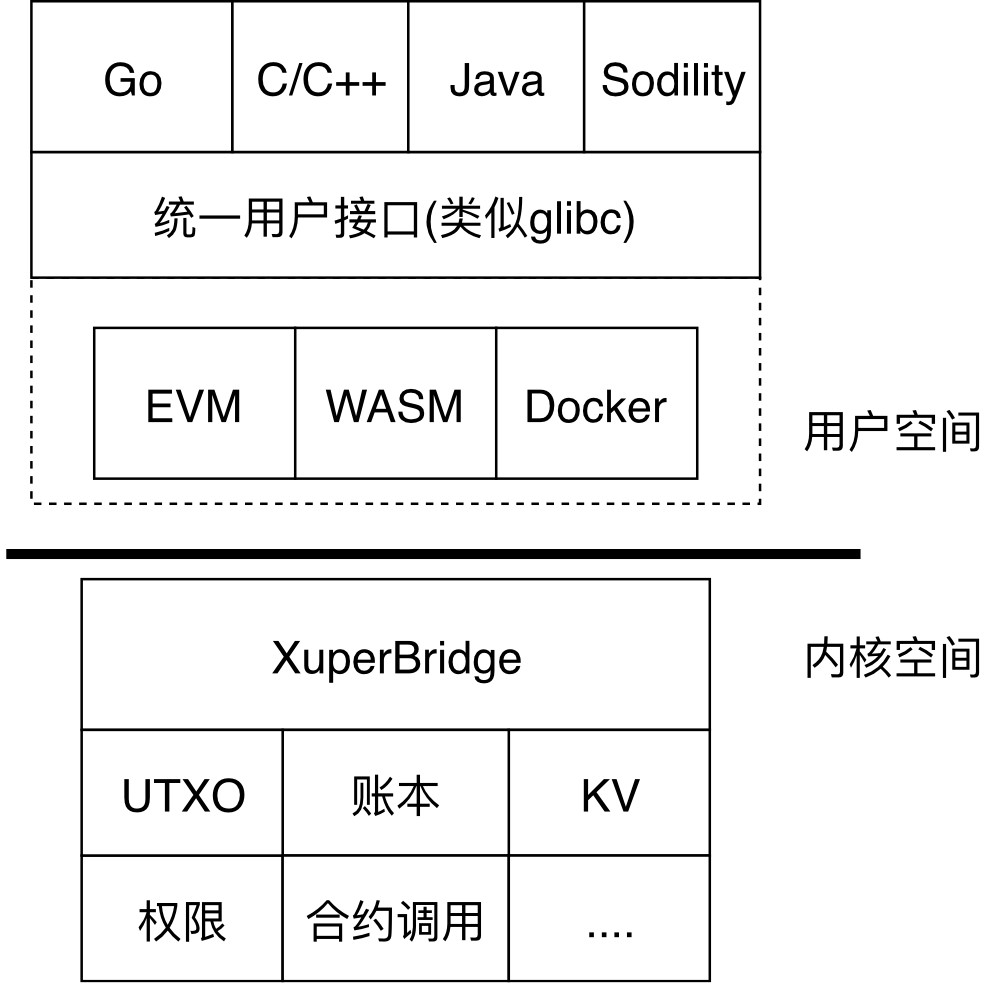 Go C/C++ Java Sodility
统一用户接口(类似glibc)
EVM WASM Docker
用户空间
XuperBridge
内核空间
UTXO 账本 KV
权限 合约调用 ....